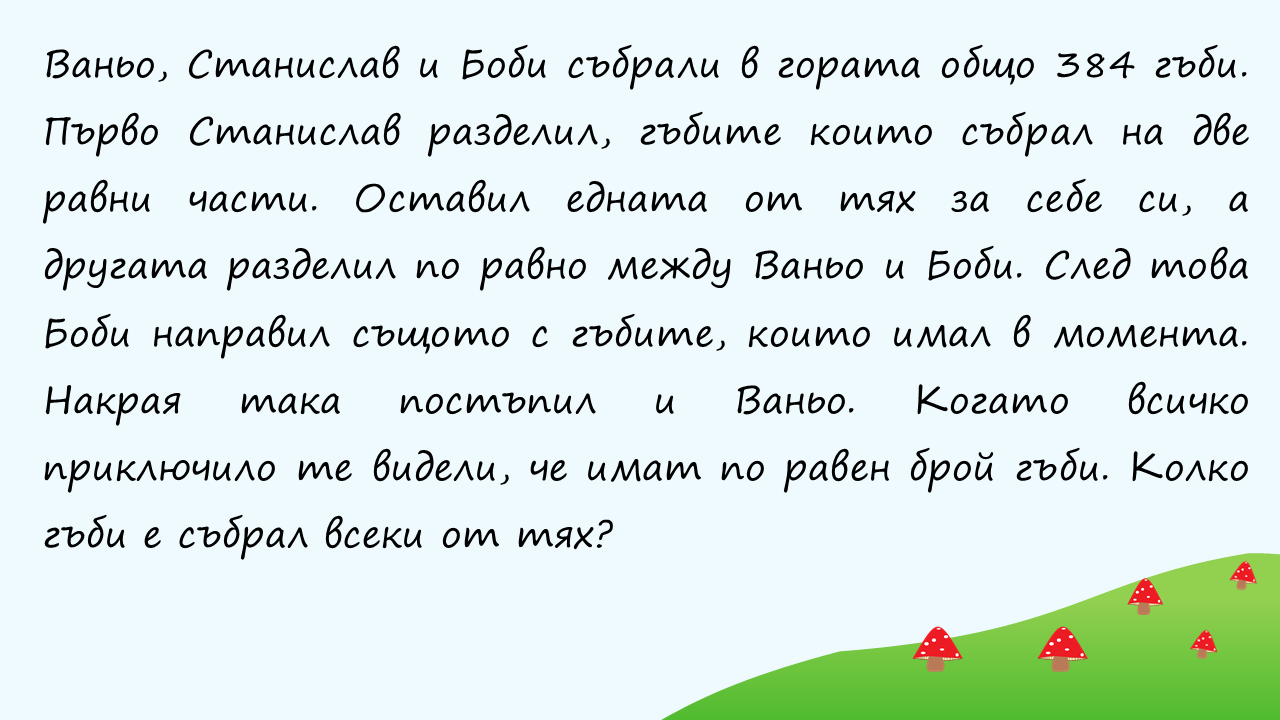 Ваньо, Станислав и Боби събрали в гората общо 384 гъби.
Първо Станислав разделил, гъбите които събрал на две
равни части. Оставил едната от тях за себе си, а
другата разделил по равно между Ваньо и Боби. След това
Боби направил същото с гъбите, които имал в момента.
Накрая така постъпил и Ваньо. Когато всичко
приключило те видели, че имат по равен брой гъби. Колко
гъби е събрал всеки от тях?